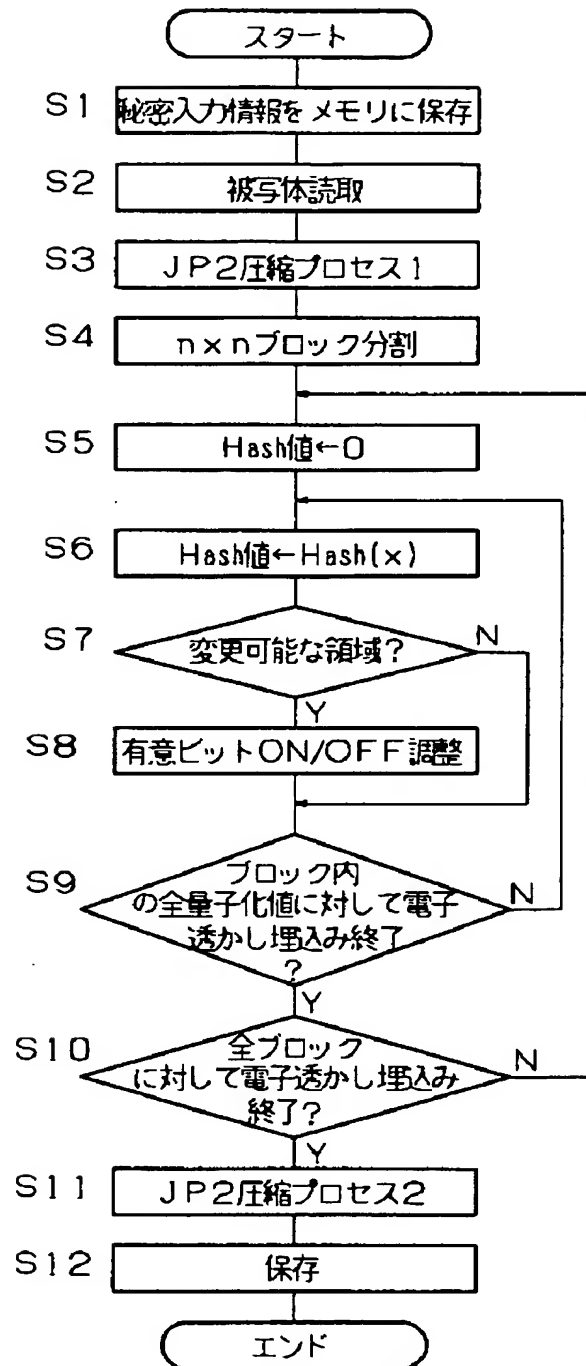 スタート
S1 秘密入力情報をメモリに保存
S2 被写体読取
S3 JP2圧縮プロセス1
S4 n×nブロック分割
S5 Hash値←0
S6 Hash値←Hash(x)
S7 変更可能な領域? N
Y
S8 有意ビットON/OFF調整
ブロック内
S9 の全量子化値に対して電子 N
透かし埋込み終了
?
Y
S10 全ブロック N
に対して電子透かし埋込み
終了?
Y
S11 JP2圧縮プロセス2
S12 保存
エンド